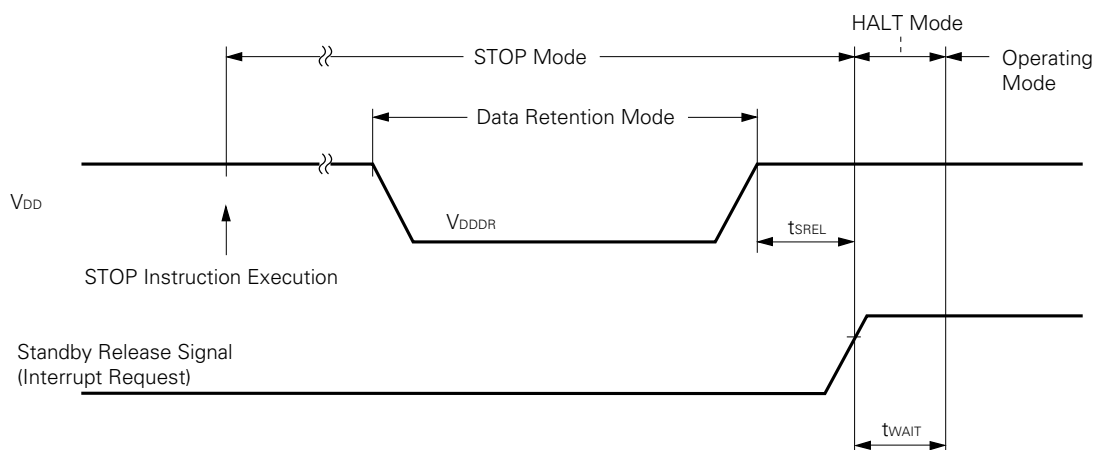 HALT Mode
STOP Mode
Operating
Mode
Data Retention Mode
VDD
VDDDR
tSREL
STOP Instruction Execution
Standby Release Signal
(Interrupt Request)
tWAIT